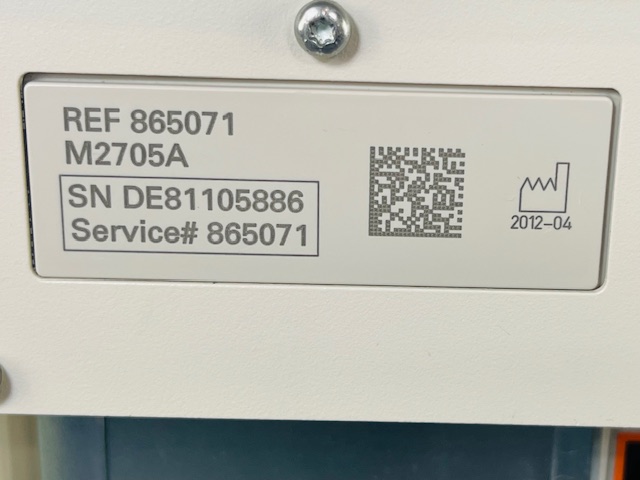 REF 865071
M2705A
SN DE81105886
Service# 865071
2012-04